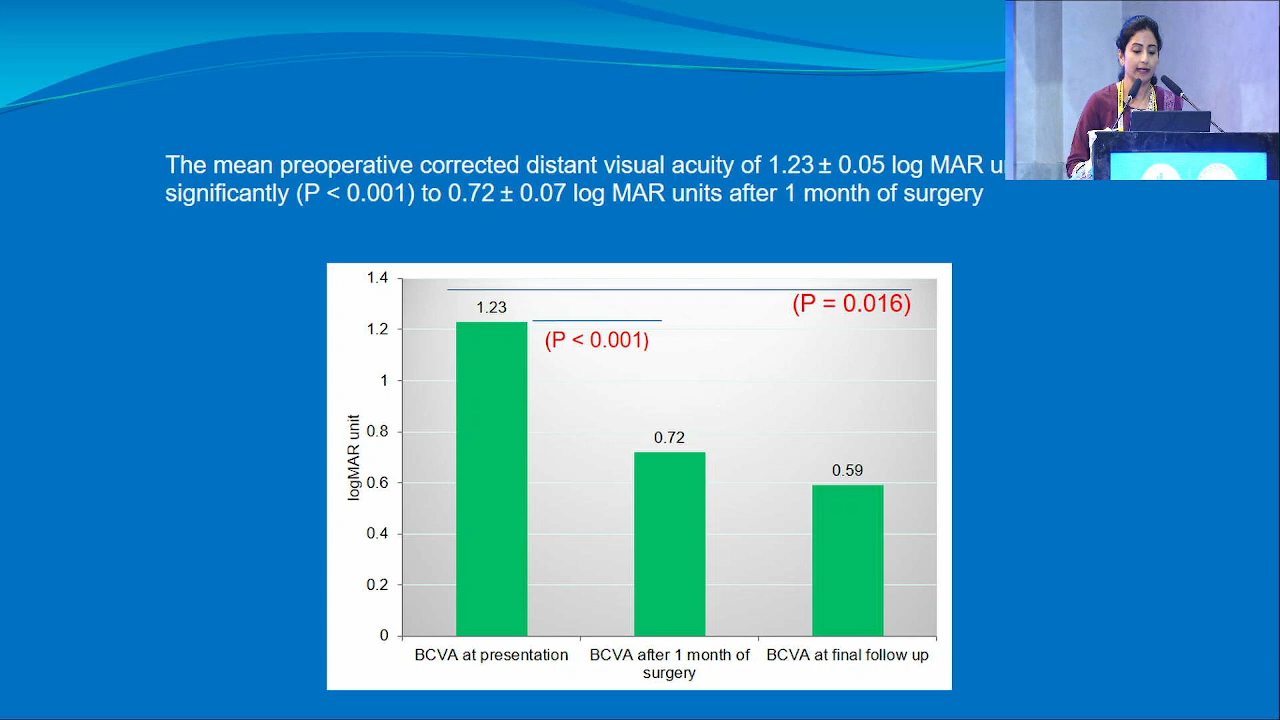 The mean preoperative corrected distant visual acuity of 1.23 ± 0.05 log MAR
significantly (P < 0.001) to 0.72 ± 0.07 log MAR units after 1 month of surgery
1.4
1.2
1
0.8
0.6
0.4
0.2
0
logMAR unit
1.23
0.72
0.59
(P = 0.016)
(P < 0.001)
BCVA at presentation
BCVA after 1 month of
surgery
BCVA at final follow up